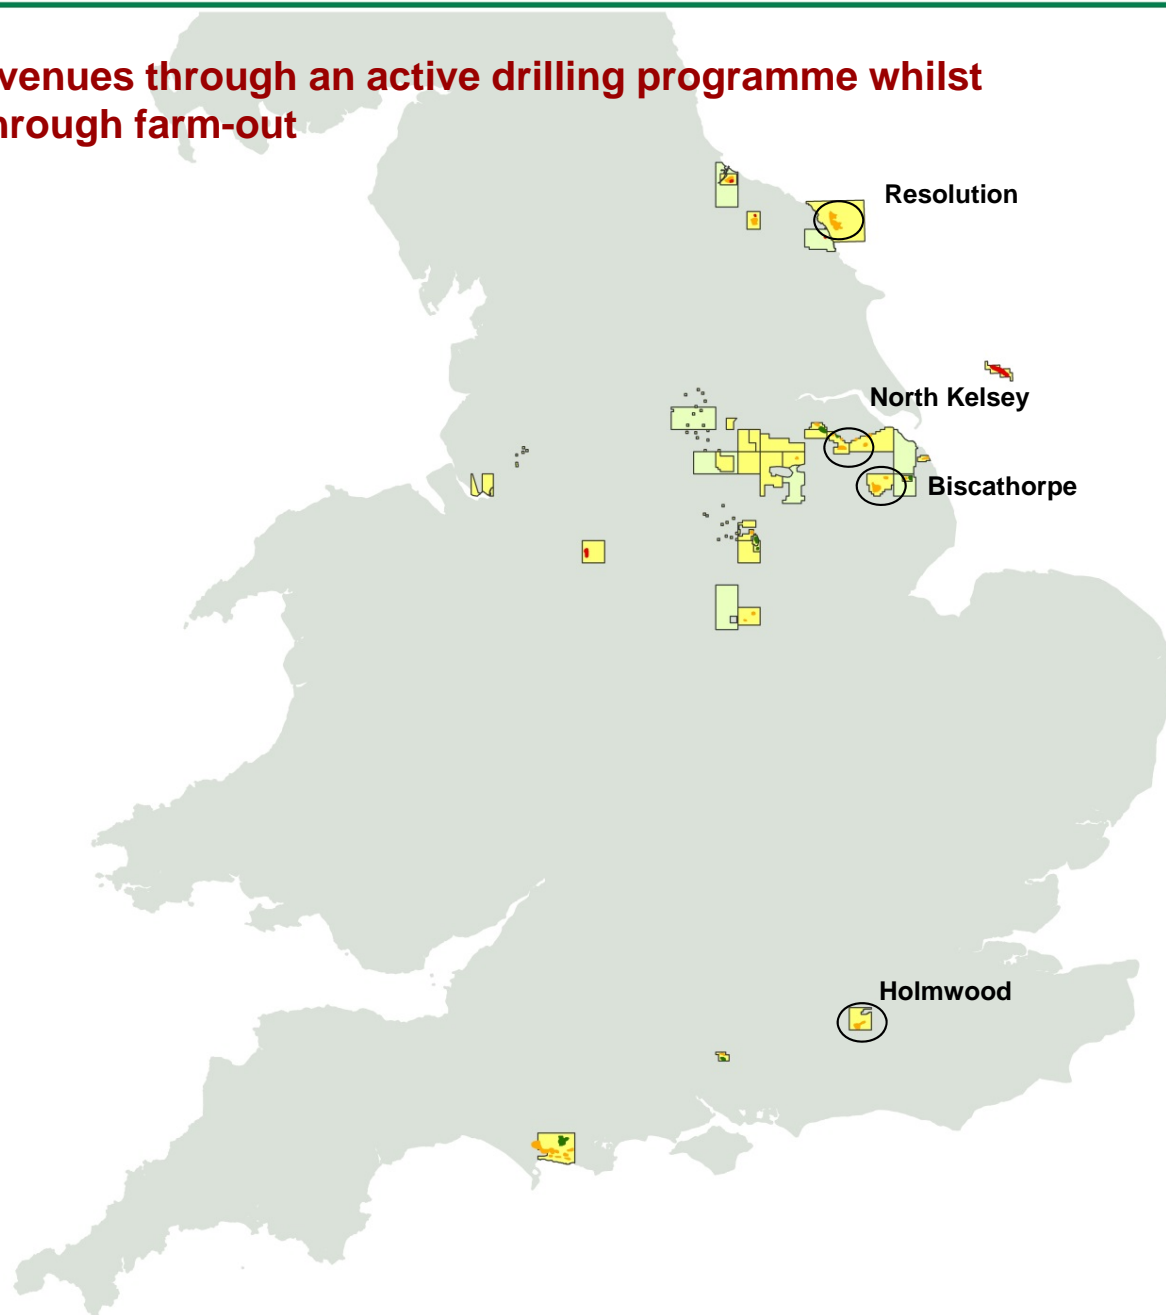 venues through an active drilling programme whilst
hrough farm-out
Resolution
North Kelsey
Biscathorpe
Holmwood